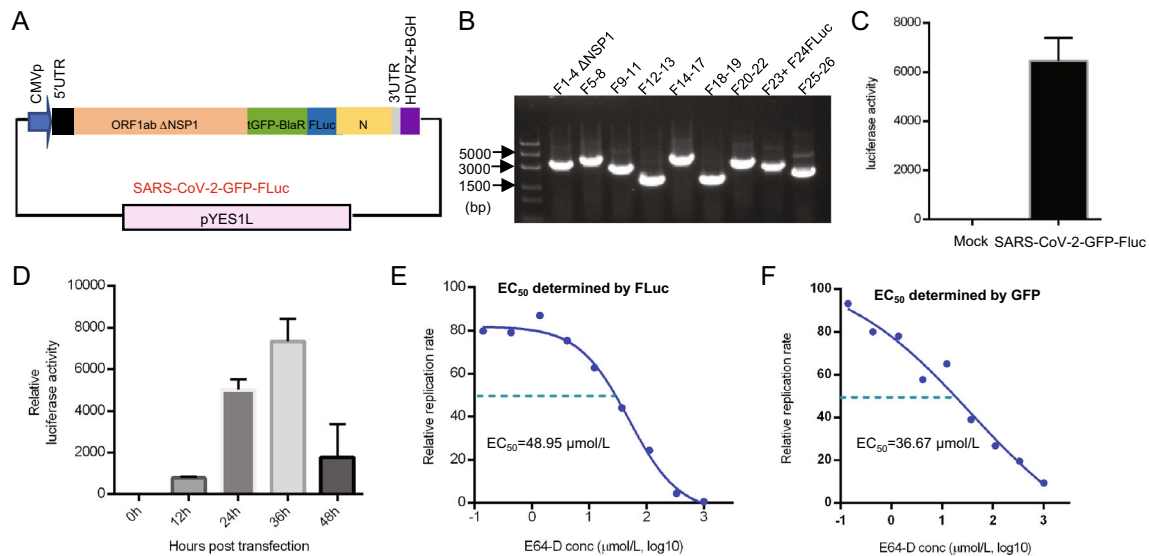 A
CMVp
5'UTR
ORF1ab ΔNSP1
tGFP-BlaR
FLuc
N
3'UTR
HDVRZ+BGH
SARS-CoV-2-GFP-FLuc
pYES1L
B
F1-4 ΔNSP1
F5-8
F9-11
F12-13
F14-17
F18-19
F20-22
F23+ F24FLuc
F25-26
5000
3000
1500
(bp)
C
luciferase activity
8000
6000
4000
2000
0
Mock
SARS-CoV-2-GFP-Fluc
D
Relative
luciferase activity
10000
8000
6000
4000
2000
0
0h
12h
24h
36h
48h
Hours post transfection
E
EC50 determined by FLuc
Relative replication rate
100
80
60
40
20
0
EC50=48.95 μmol/L
-1
0
1
2
3
E64-D conc (μmol/L, log10)
F
EC50 determined by GFP
Relative replication rate
100
80
60
40
20
0
EC50=36.67 μmol/L
-1
0
1
2
3
E64-D conc (μmol/L, log10)